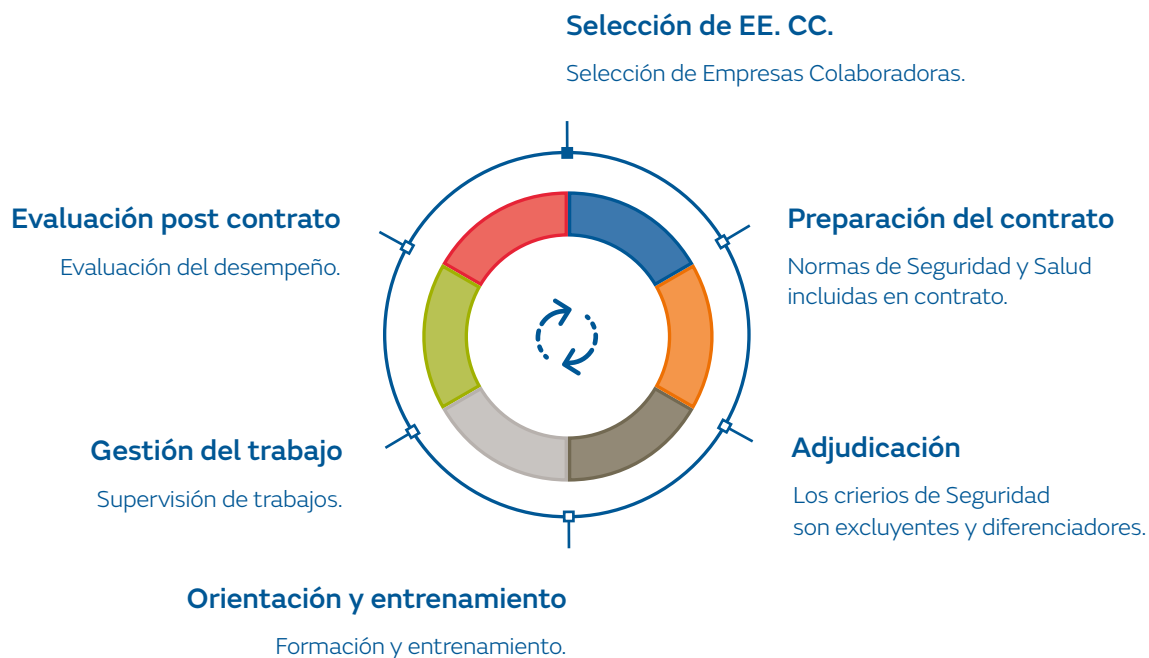 Selección de EE. CC.
Selección de Empresas Colaboradoras.
Preparación del contrato
Normas de Seguridad y Salud
incluidas en contrato.
Adjudicación
Los crierios de Seguridad
son excluyentes y diferenciadores.
Orientación y entrenamiento
Formación y entrenamiento.
Gestión del trabajo
Supervisión de trabajos.
Evaluación post contrato
Evaluación del desempeño.